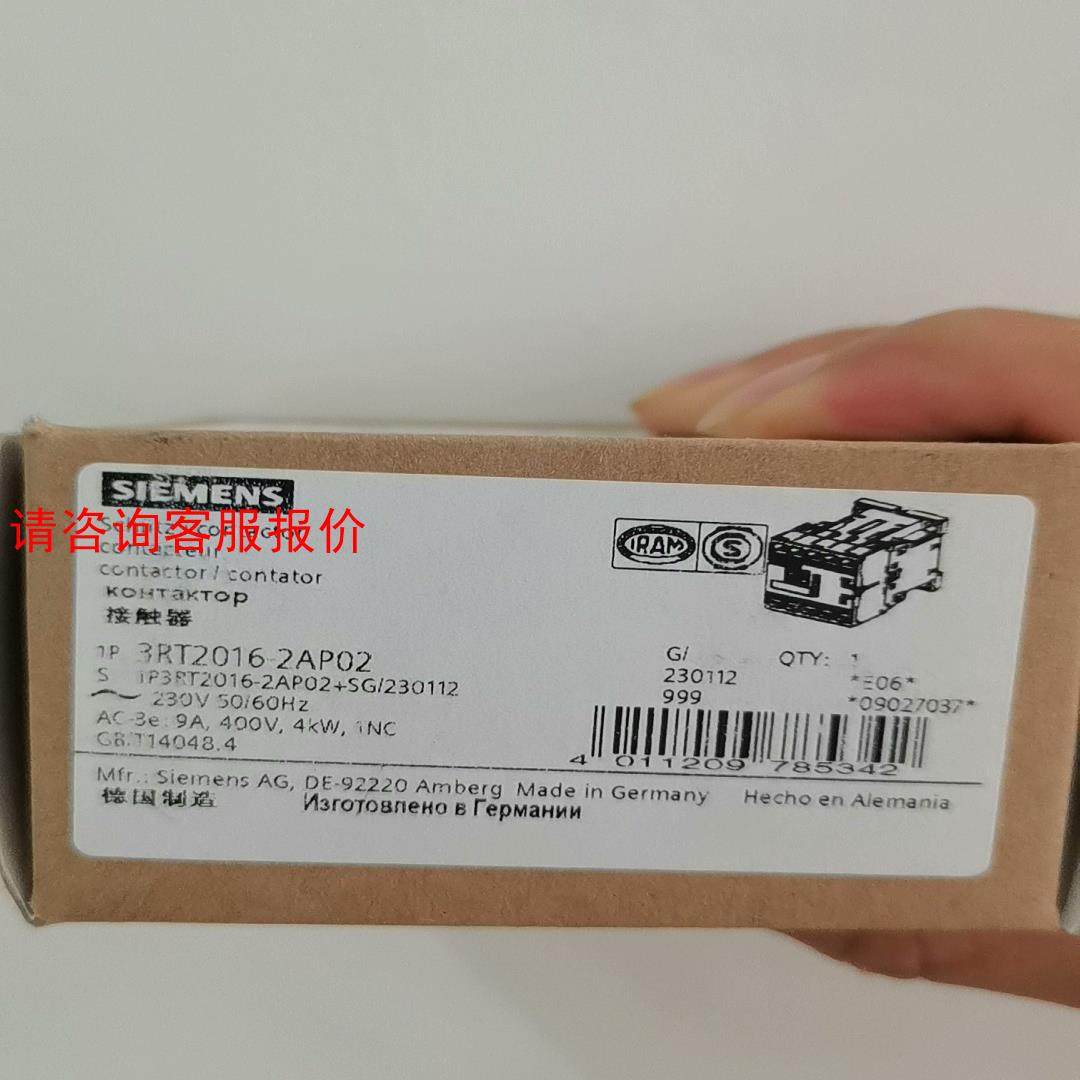 SIEMENS
请咨询客服报价
contacteur
contactor / contator
контактор
接触器
1P 3RT2016-2AP02
S 1P3RT2016-2AP02+SG/230112
~ 230V 50/60Hz
AC-3e: 9A, 400V, 4kW, 1NC
GB/T14048.4
IRAM
S
G/
230112
999
QTY: 1
*E06*
*09027037*
4 011209 785342
Mfr.: Siemens AG, DE-92220 Amberg Made in Germany Hecho en Alemania
德国制造 Изготовлено в Германии